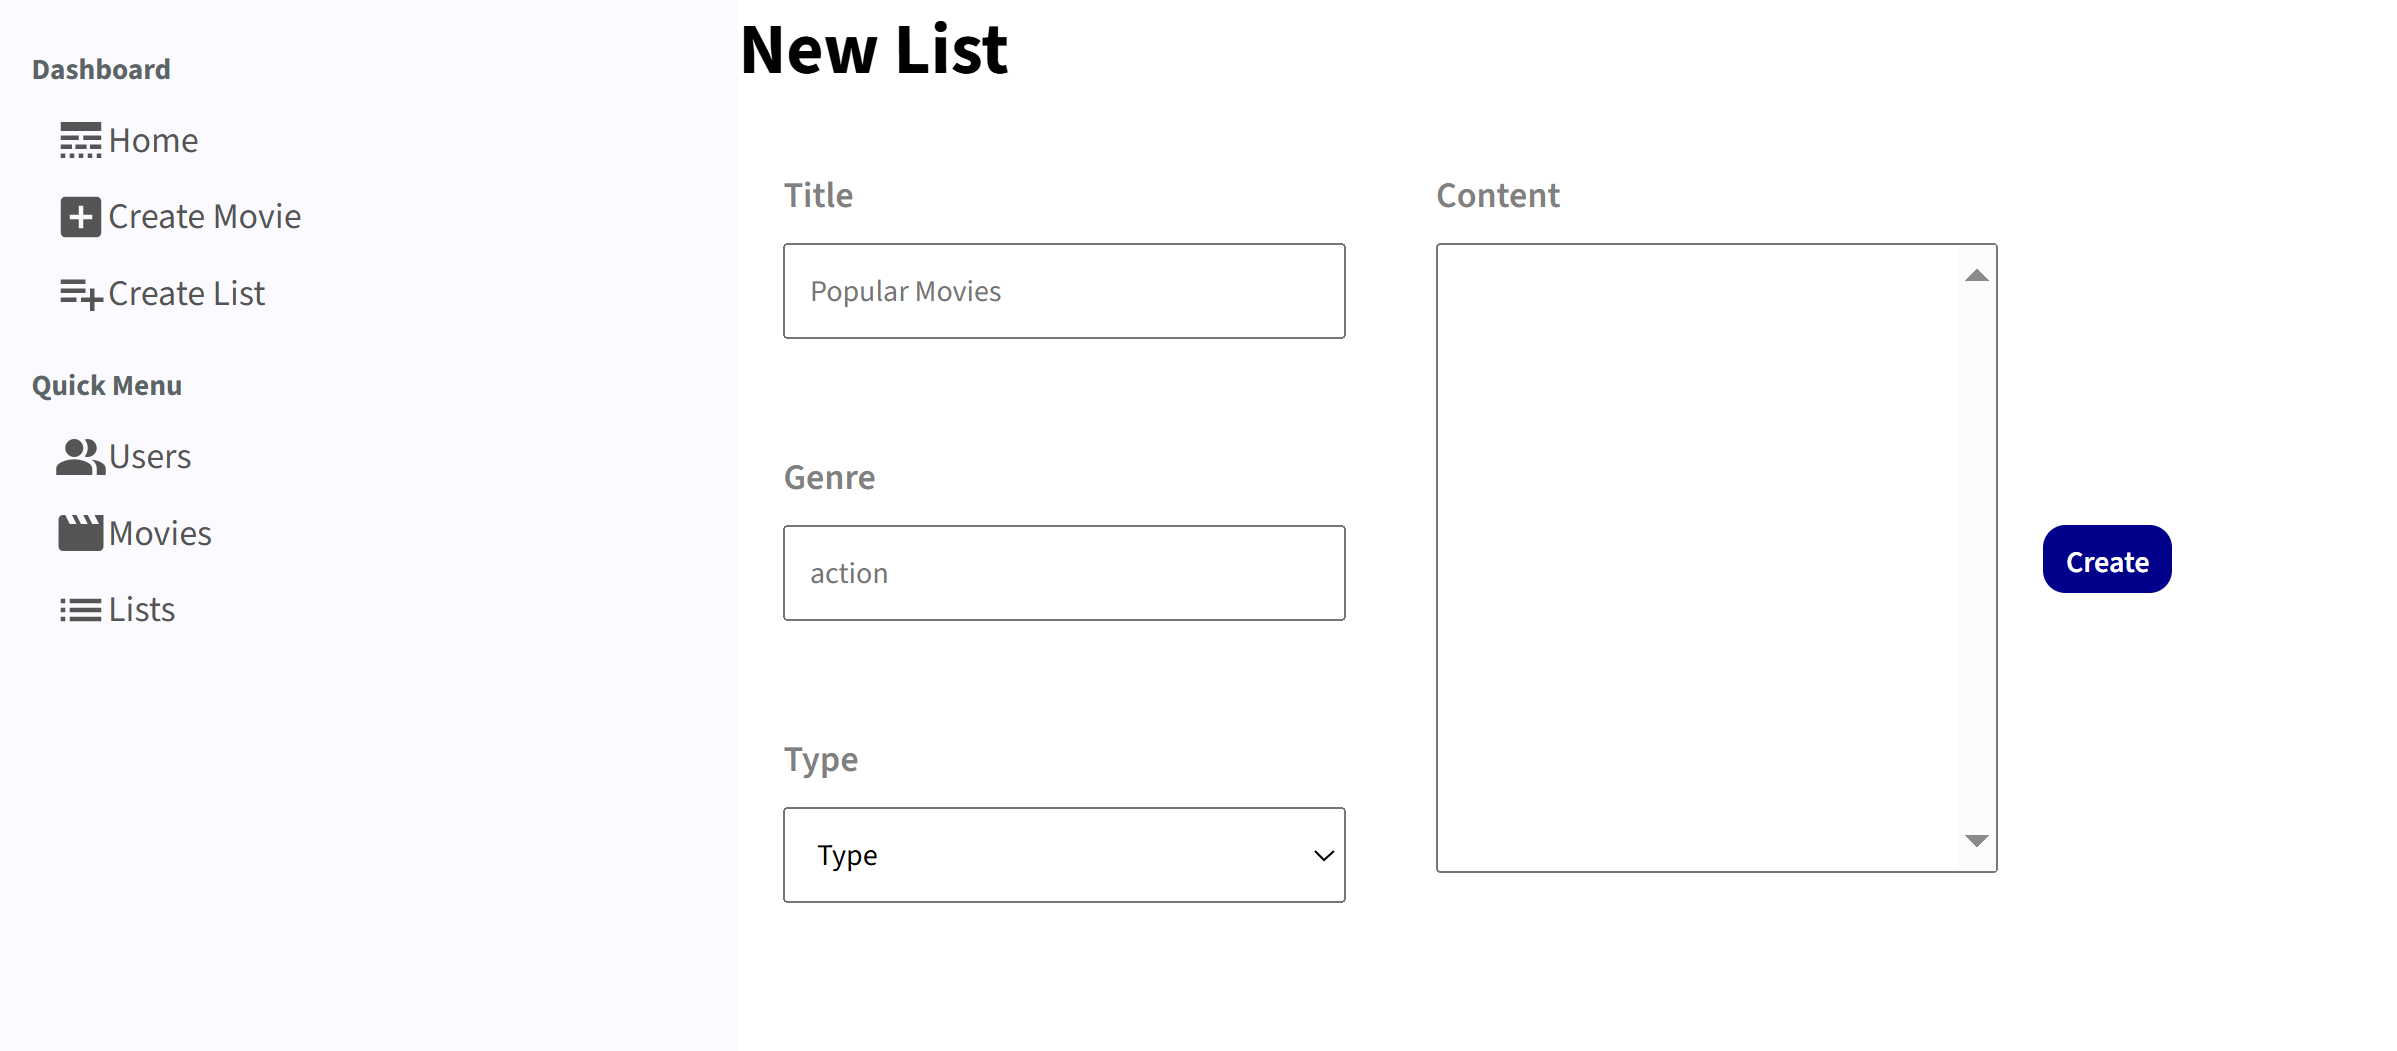 Dashboard
Home
Create Movie
Create List
Quick Menu
Users
Movies
Lists
New List
Title
Popular Movies
Genre
action
Type
Type
Content
Create